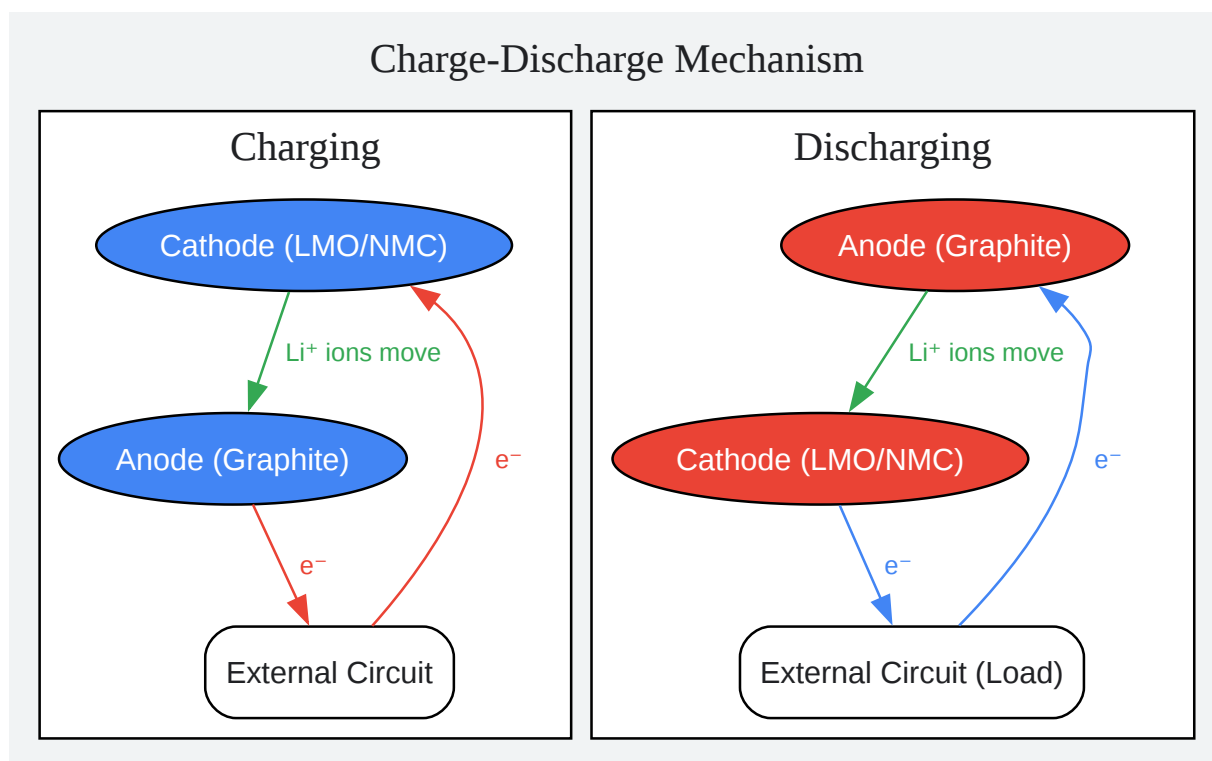 Charge-Discharge Mechanism
Charging
Cathode (LMO/NMC)
Li⁺ ions move
Anode (Graphite)
e⁻
e⁻
External Circuit
Discharging
Anode (Graphite)
Li⁺ ions move
Cathode (LMO/NMC)
e⁻
e⁻
External Circuit (Load)